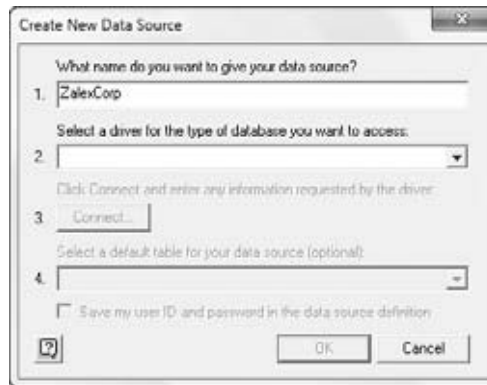 Create New Data Source
What name do you want to give your data source?
1. ZalexCorp
Select a driver for the type of database you want to access:
2.
Click Connect and enter any information requested by the driver:
3. Connect...
Select a default table for your data source (optional):
4.
Save my user ID and password in the data source definition
OK Cancel